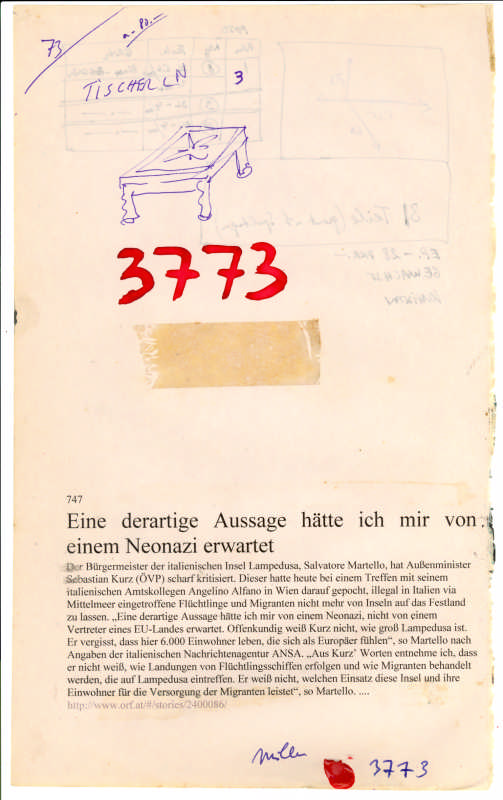 73
TISCHERLN 3
3773
747
Eine derartige Aussage hätte ich mir von
einem Neonazi erwartet
Der Bürgermeister der italienischen Insel Lampedusa, Salvatore Martello, hat Außenminister
Sebastian Kurz (ÖVP) scharf kritisiert. Dieser hatte heute bei einem Treffen mit seinem
italienischen Amtskollegen Angelino Alfano in Wien darauf gepocht, illegal in Italien via
Mittelmeer eingetroffene Flüchtlinge und Migranten nicht mehr von Inseln auf das Festland
zu lassen. „Eine derartige Aussage hätte ich mir von einem Neonazi, nicht von einem
Vertreter eines EU-Landes erwartet. Offenkundig weiß Kurz nicht, wie groß Lampedusa ist.
Er vergisst, dass hier 6.000 Einwohner leben, die sich als Europäer fühlen“, so Martello nach
Angaben der italienischen Nachrichtenagentur ANSA. „Aus Kurz’ Worten entnehme ich, dass
er nicht weiß, wie Landungen von Flüchtlingsschiffen erfolgen und wie Migranten behandelt
werden, die auf Lampedusa eintreffen. Er weiß nicht, welchen Einsatz diese Insel und ihre
Einwohner für die Versorgung der Migranten leistet“, so Martello. ....
http://www.orf.at/#/stories/2400086/
3773